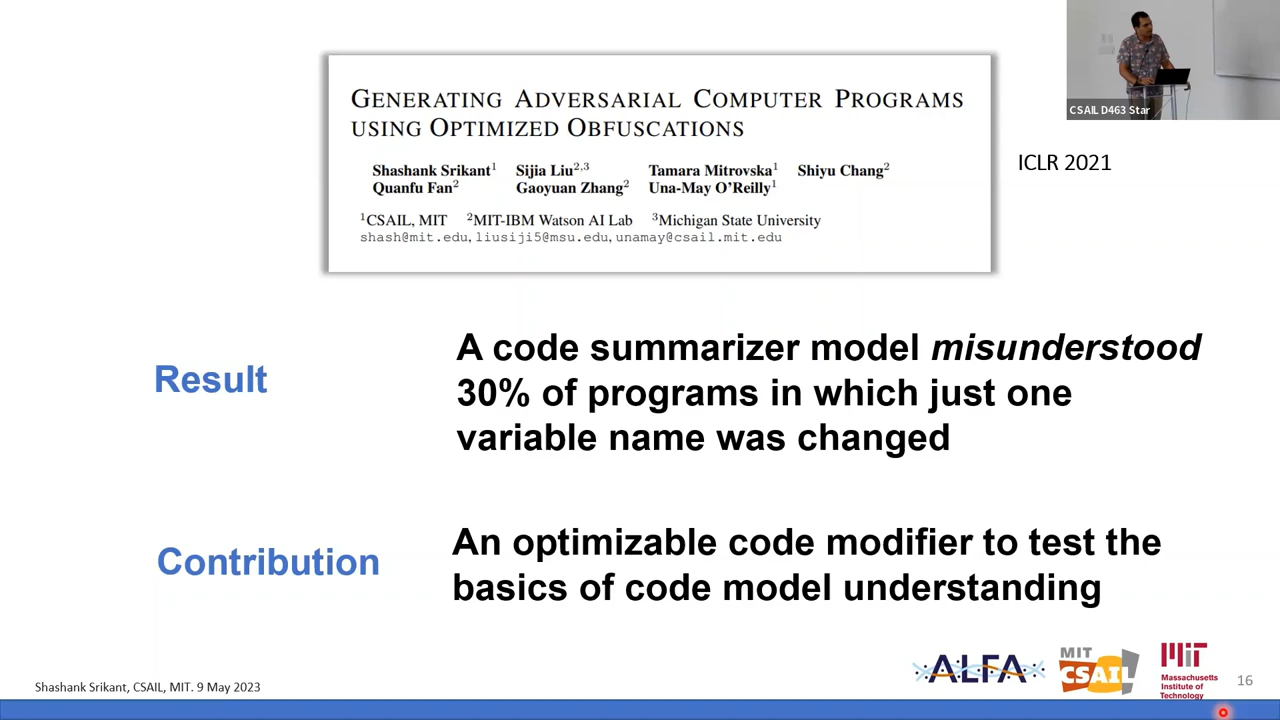 GENERATING ADVERSARIAL COMPUTER PROGRAMS
USING OPTIMIZED OBFUSCATIONS
Shashank Srikant1 Sijia Liu2,3 Tamara Mitrovska1 Shiyu Chang2
Quanfu Fan2 Gaoyuan Zhang2 Una-May O'Reilly1
1CSAIL, MIT 2MIT-IBM Watson AI Lab 3Michigan State University
shash@mit.edu, liusiji5@msu.edu, unamay@csail.mit.edu
CSAIL D463 Star
ICLR 2021
Result
A code summarizer model misunderstood
30% of programs in which just one
variable name was changed
Contribution
An optimizable code modifier to test the
basics of code model understanding
Shashank Srikant, CSAIL, MIT. 9 May 2023
ALFA
MIT
CSAIL
MIT
Massachusetts
Institute of
Technology
16